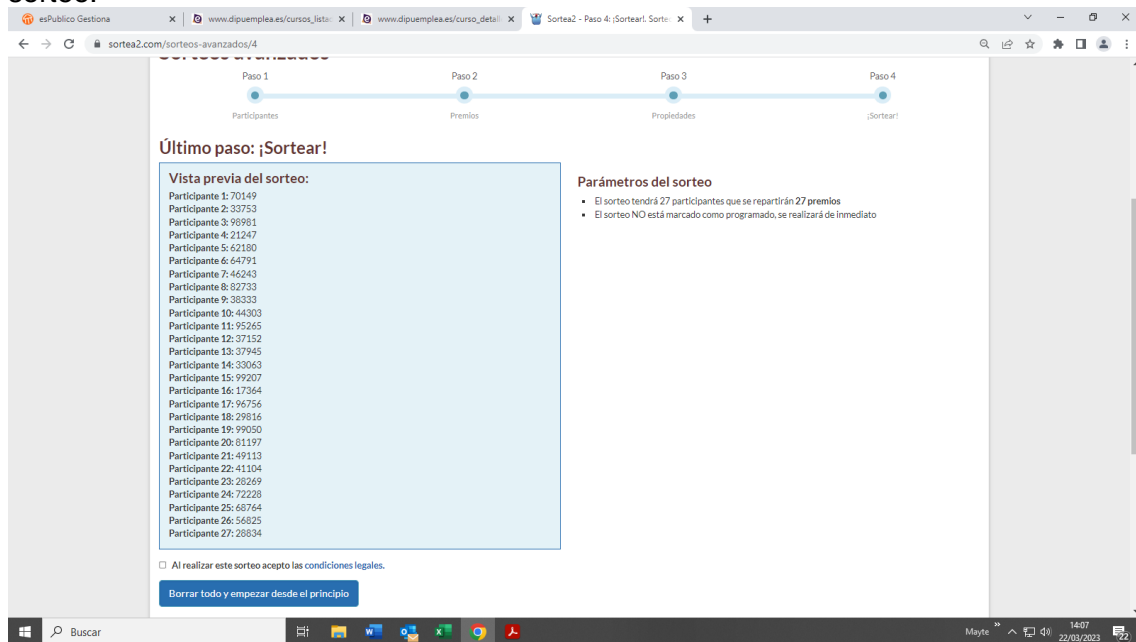 sorteo.
esPublico Gestiona
www.dipuemplea.es/cursos_listac
www.dipuemplea.es/curso_detall
Sortea2 - Paso 4: ¡Sortear!. Sorte
sortea2.com/sorteos-avanzados/4
Sorteos avanzados
Paso 1 Paso 2 Paso 3 Paso 4
Participantes Premios Propiedades ¡Sortear!
Último paso: ¡Sortear!
Vista previa del sorteo:
Participante 1: 70149
Participante 2: 33753
Participante 3: 98981
Participante 4: 21247
Participante 5: 62180
Participante 6: 64791
Participante 7: 46243
Participante 8: 82733
Participante 9: 38333
Participante 10: 44303
Participante 11: 95265
Participante 12: 37152
Participante 13: 37945
Participante 14: 33063
Participante 15: 99207
Participante 16: 17364
Participante 17: 96756
Participante 18: 29816
Participante 19: 99050
Participante 20: 81197
Participante 21: 49113
Participante 22: 41104
Participante 23: 28269
Participante 24: 72228
Participante 25: 68764
Participante 26: 56825
Participante 27: 28834
Parámetros del sorteo
El sorteo tendrá 27 participantes que se repartirán 27 premios
El sorteo NO está marcado como programado, se realizará de inmediato
Al realizar este sorteo acepto las condiciones legales.
Borrar todo y empezar desde el principio
Buscar
Mayte
14:07
22/03/2023
22